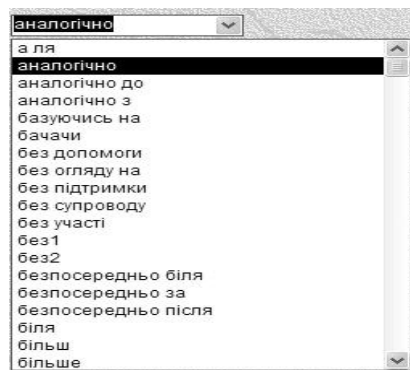 аналогічно
а ля
аналогічно
аналогічно до
аналогічно з
базуючись на
бачачи
без допомоги
без огляду на
без підтримки
без супроводу
без участі
без1
без2
безпосередньо біля
безпосередньо за
безпосередньо після
біля
більш
більше